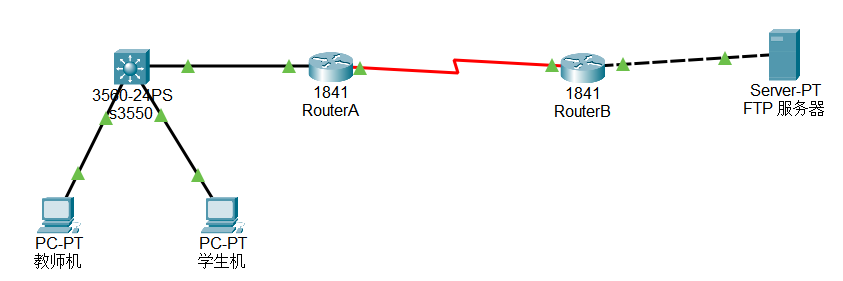 3560-24PS
s3550
1841
RouterA
1841
RouterB
Server-PT
FTP 服务器
PC-PT
教师机
PC-PT
学生机